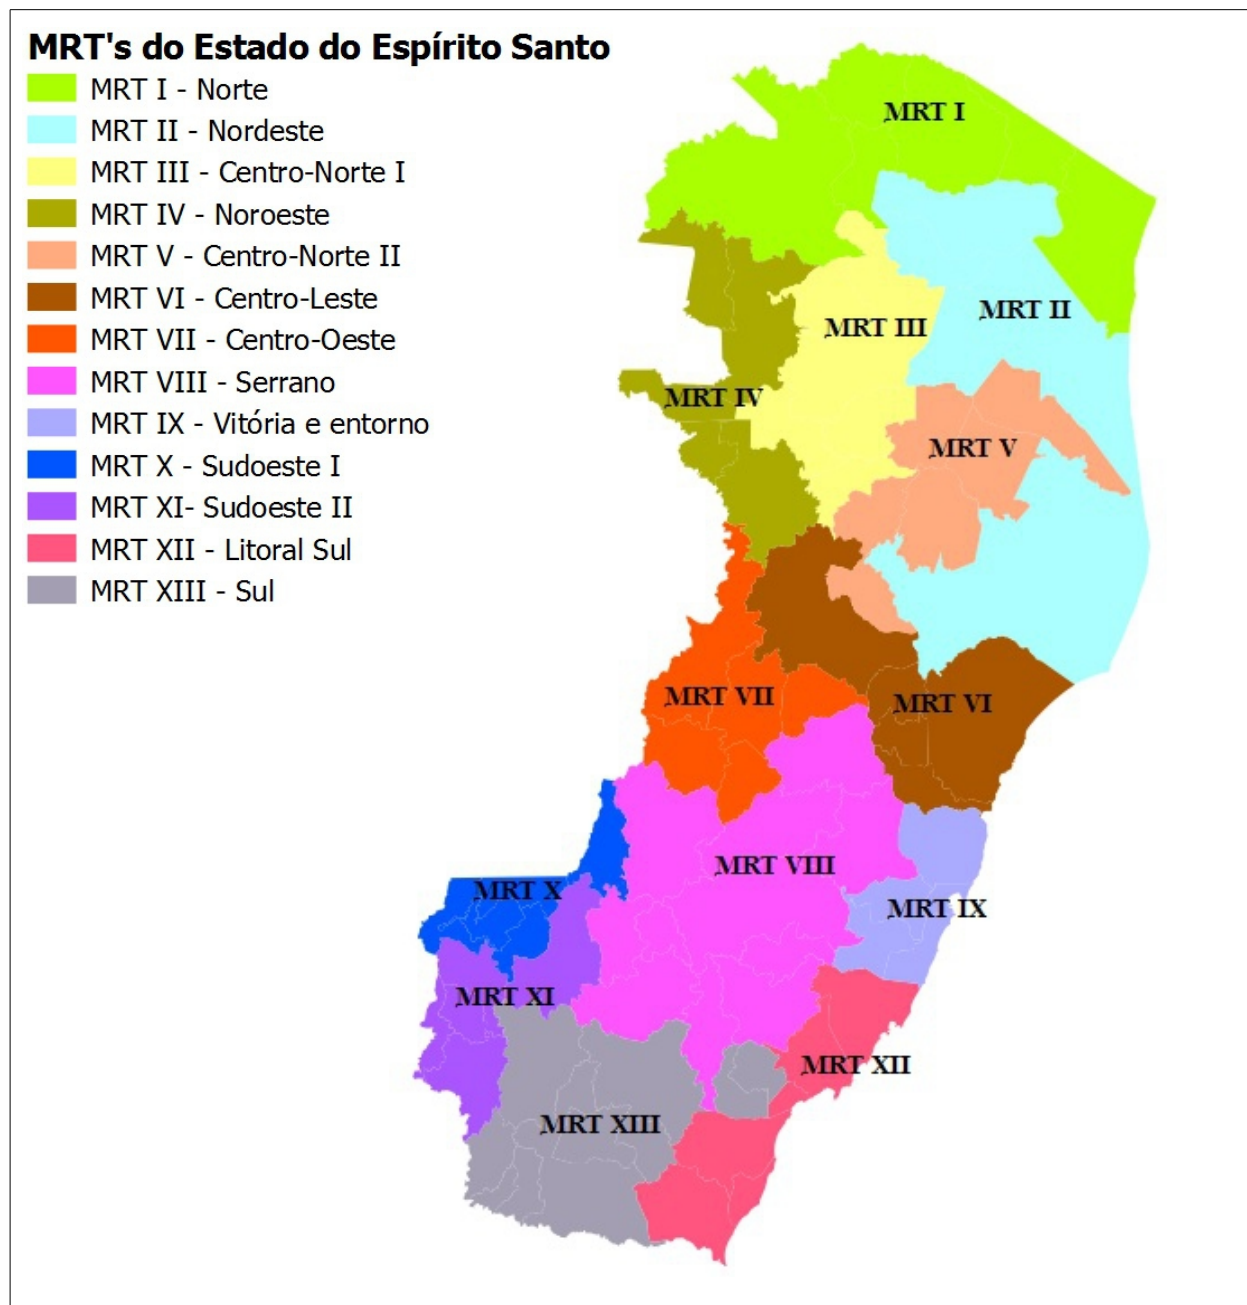 MRT's do Estado do Espírito Santo
MRT I - Norte
MRT II - Nordeste
MRT III - Centro-Norte I
MRT IV - Noroeste
MRT V - Centro-Norte II
MRT VI - Centro-Leste
MRT VII - Centro-Oeste
MRT VIII - Serrano
MRT IX - Vitória e entorno
MRT X - Sudoeste I
MRT XI- Sudoeste II
MRT XII - Litoral Sul
MRT XIII - Sul
MRT I
MRT II
MRT III
MRT IV
MRT V
MRT VII
MRT VI
MRT VIII
MRT X
MRT IX
MRT XI
MRT XII
MRT XIII